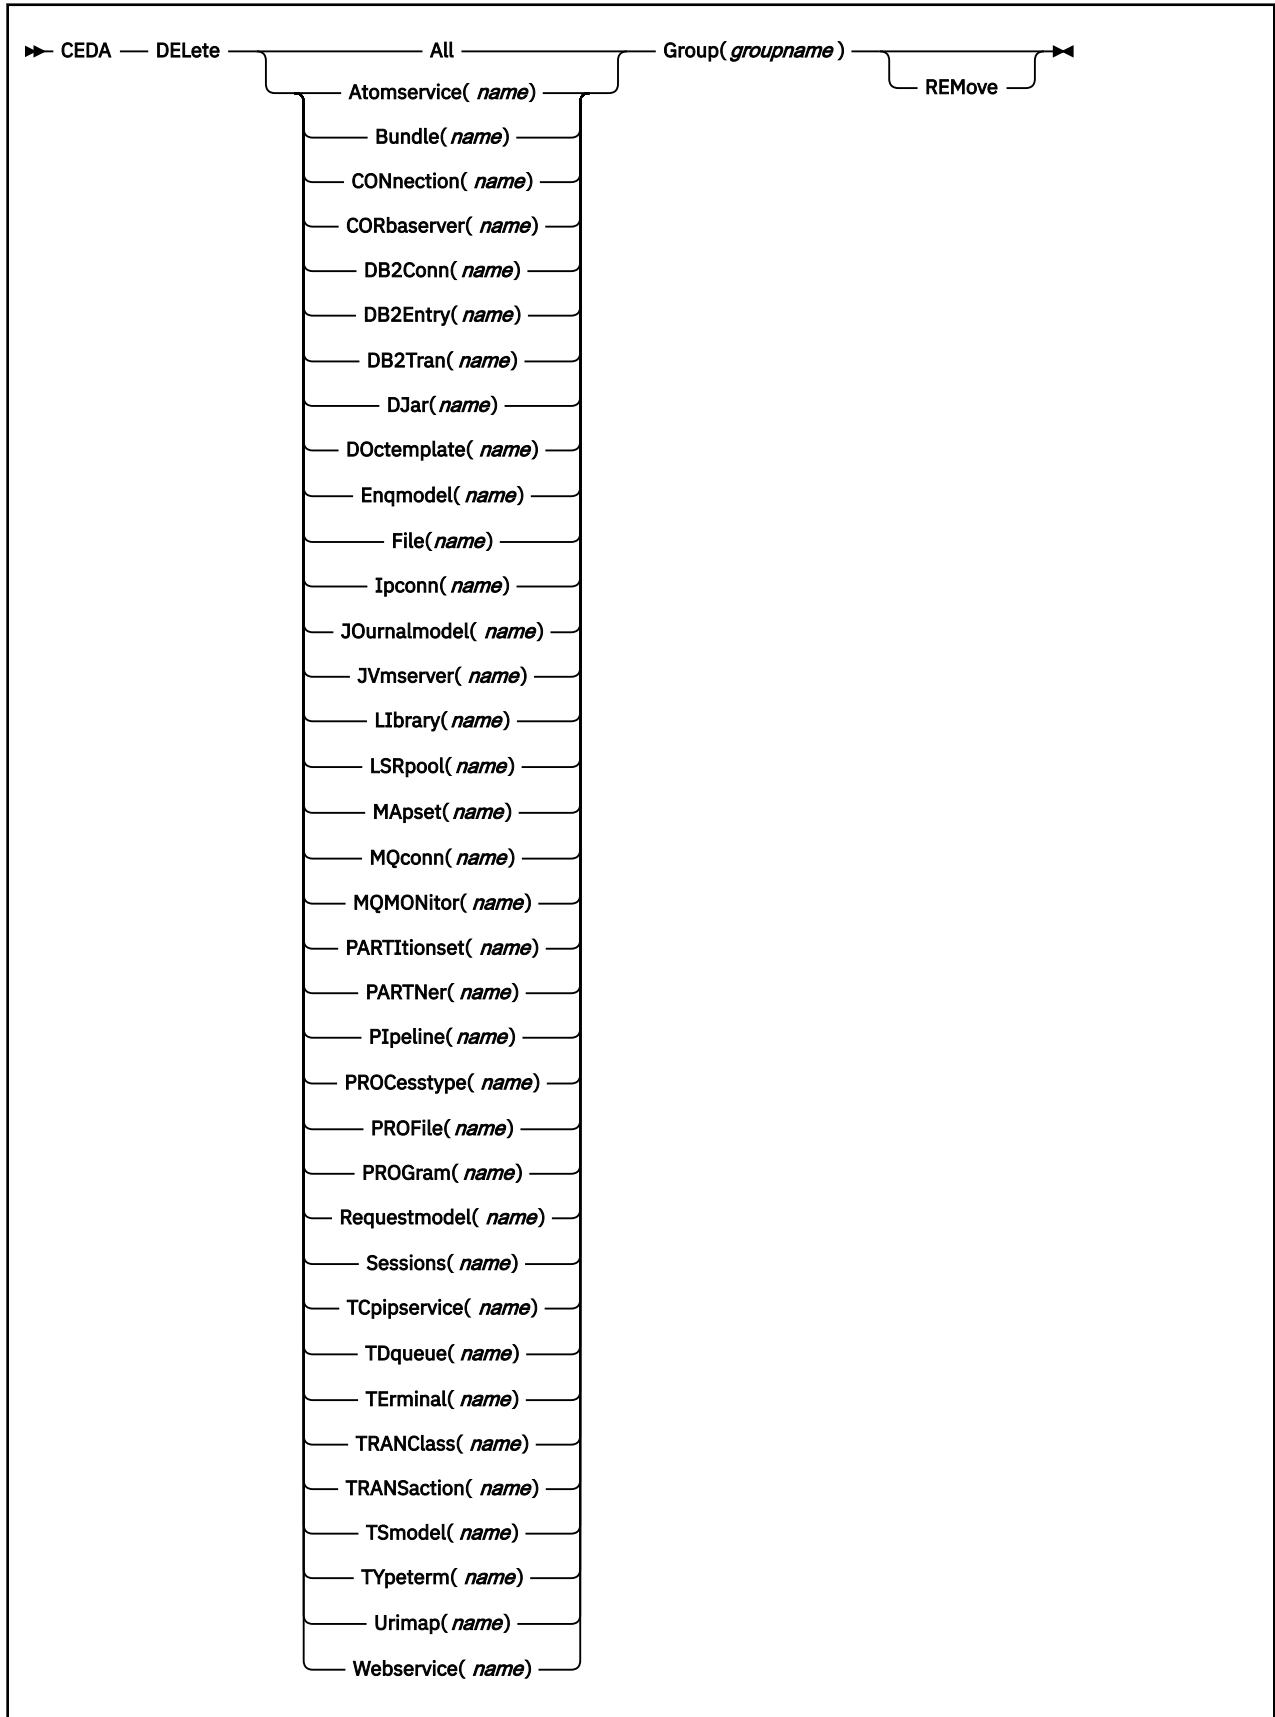 CEDA DELete All Group( groupname ) REMove
Atomservice( name)
Bundle( name)
CONnection( name)
CORbaserver( name)
DB2Conn( name)
DB2Entry( name)
DB2Tran( name)
DJar( name)
DOctemplate( name)
Enqmodel( name)
File( name)
Ipconn( name)
JOurnalmodel( name)
JVmserver( name)
LIbrary( name)
LSRpool( name)
MApset( name)
MQconn( name)
MQMONitor( name)
PARTItionset( name)
PARTNer( name)
PIpeline( name)
PROCesstype( name)
PROFile( name)
PROGram( name)
Requestmodel( name)
Sessions( name)
TCpipservice( name)
TDqueue( name)
TErminal( name)
TRANClass( name)
TRANSaction( name)
TSmodel( name)
TYpeterm( name)
Urimap( name)
Webservice( name)